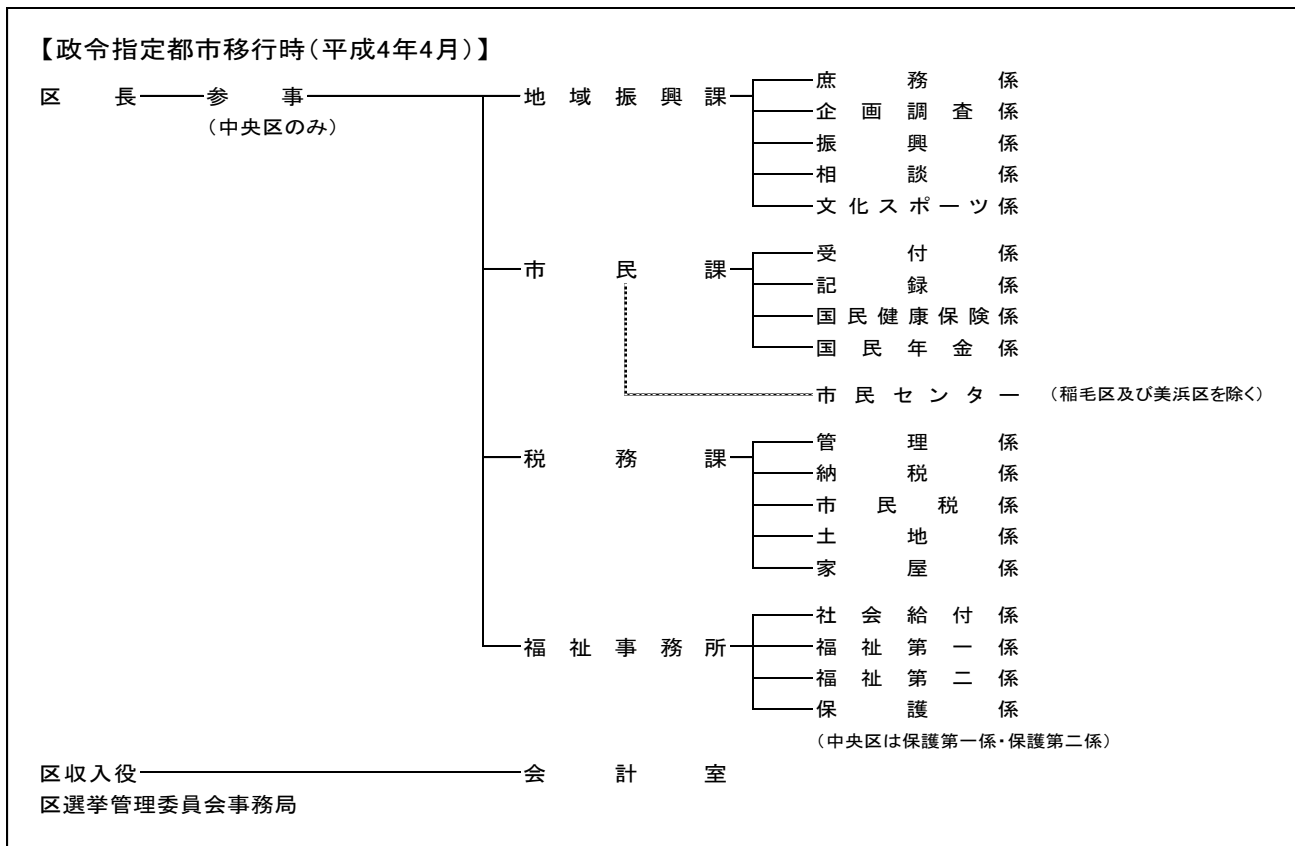 【政令指定都市移行時(平成4年4月)】
区長 参事 地域振興課 庶務係
(中央区のみ) 企画調査係
振興係
相談係
文化スポーツ係
市民課 受付係
記録係
国民健康保険係
国民年金係
市民センター (稲毛区及び美浜区を除く)
税務課 管理係
納税係
市民税係
土地係
家屋係
福祉事務所 社会給付係
福祉第一係
福祉第二係
保護係
(中央区は保護第一係・保護第二係)
区収入役 会計室
区選挙管理委員会事務局